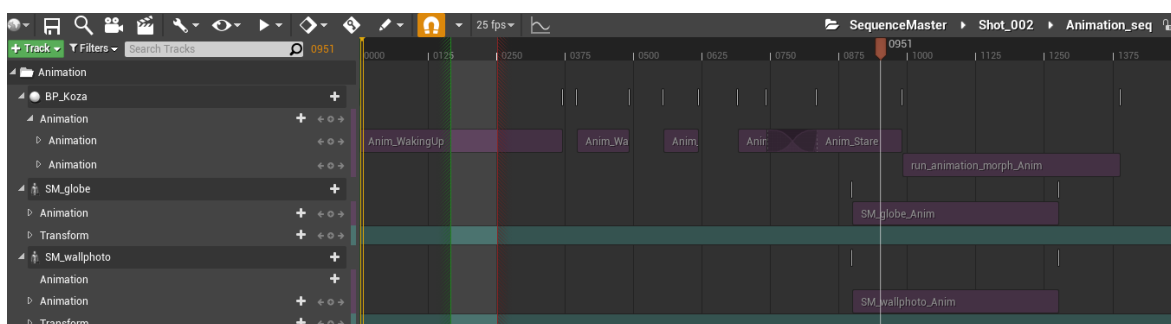 25 fps
SequenceMaster Shot_002 Animation_seq
+ Track Filters Search Tracks 0951
0951
0000 0125 0250 0375 0500 0625 0750 0875 1000 1125 1250 1375
Animation
BP_Koza
Animation
Animation Anim_WakingUp Anim_Wa Anim_ Anim Anim_Stare
Animation run_animation_morph_Anim
SM_globe
Animation SM_globe_Anim
Transform
SM_wallphoto
Animation
Animation SM_wallphoto_Anim
Transform